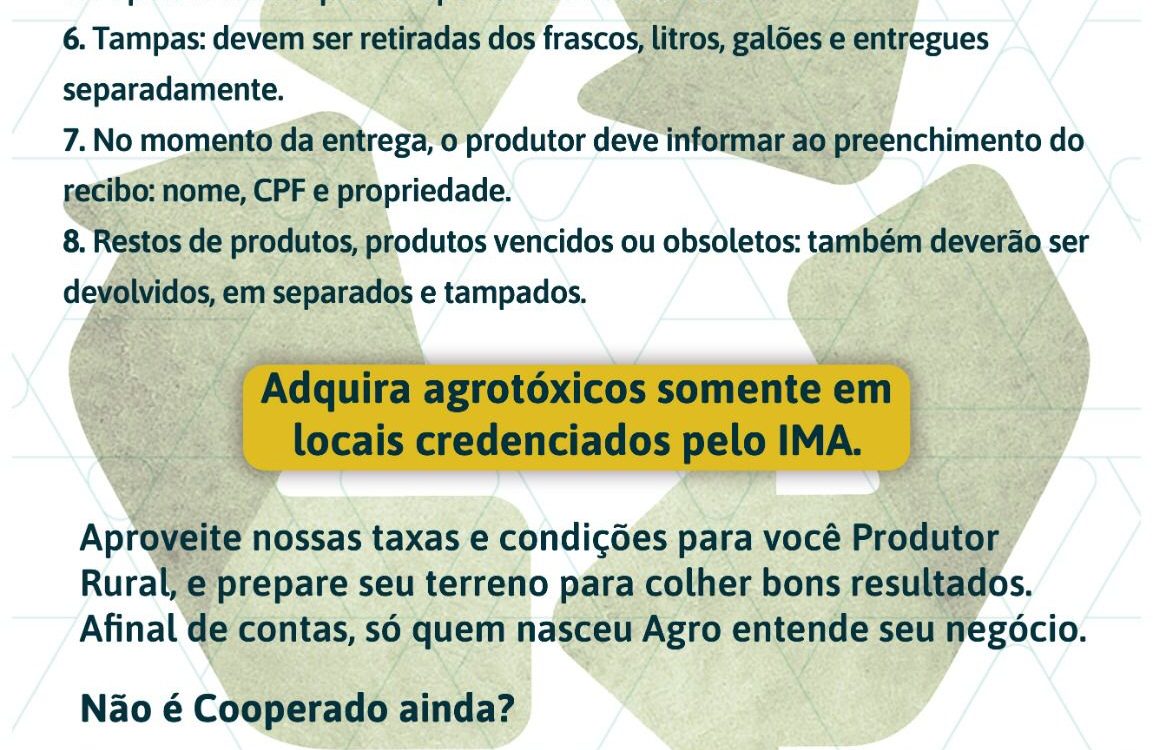 6. Tampas: devem ser retiradas dos frascos, litros, galões e entregues
separadamente.
7. No momento da entrega, o produtor deve informar ao preenchimento do
recibo: nome, CPF e propriedade.
8. Restos de produtos, produtos vencidos ou obsoletos: também deverão ser
devolvidos, em separados e tampados.
Adquira agrotóxicos somente em
locais credenciados pelo IMA.
Aproveite nossas taxas e condições para você Produtor
Rural, e prepare seu terreno para colher bons resultados.
Afinal de contas, só quem nasceu Agro entende seu negócio.
Não é Cooperado ainda?